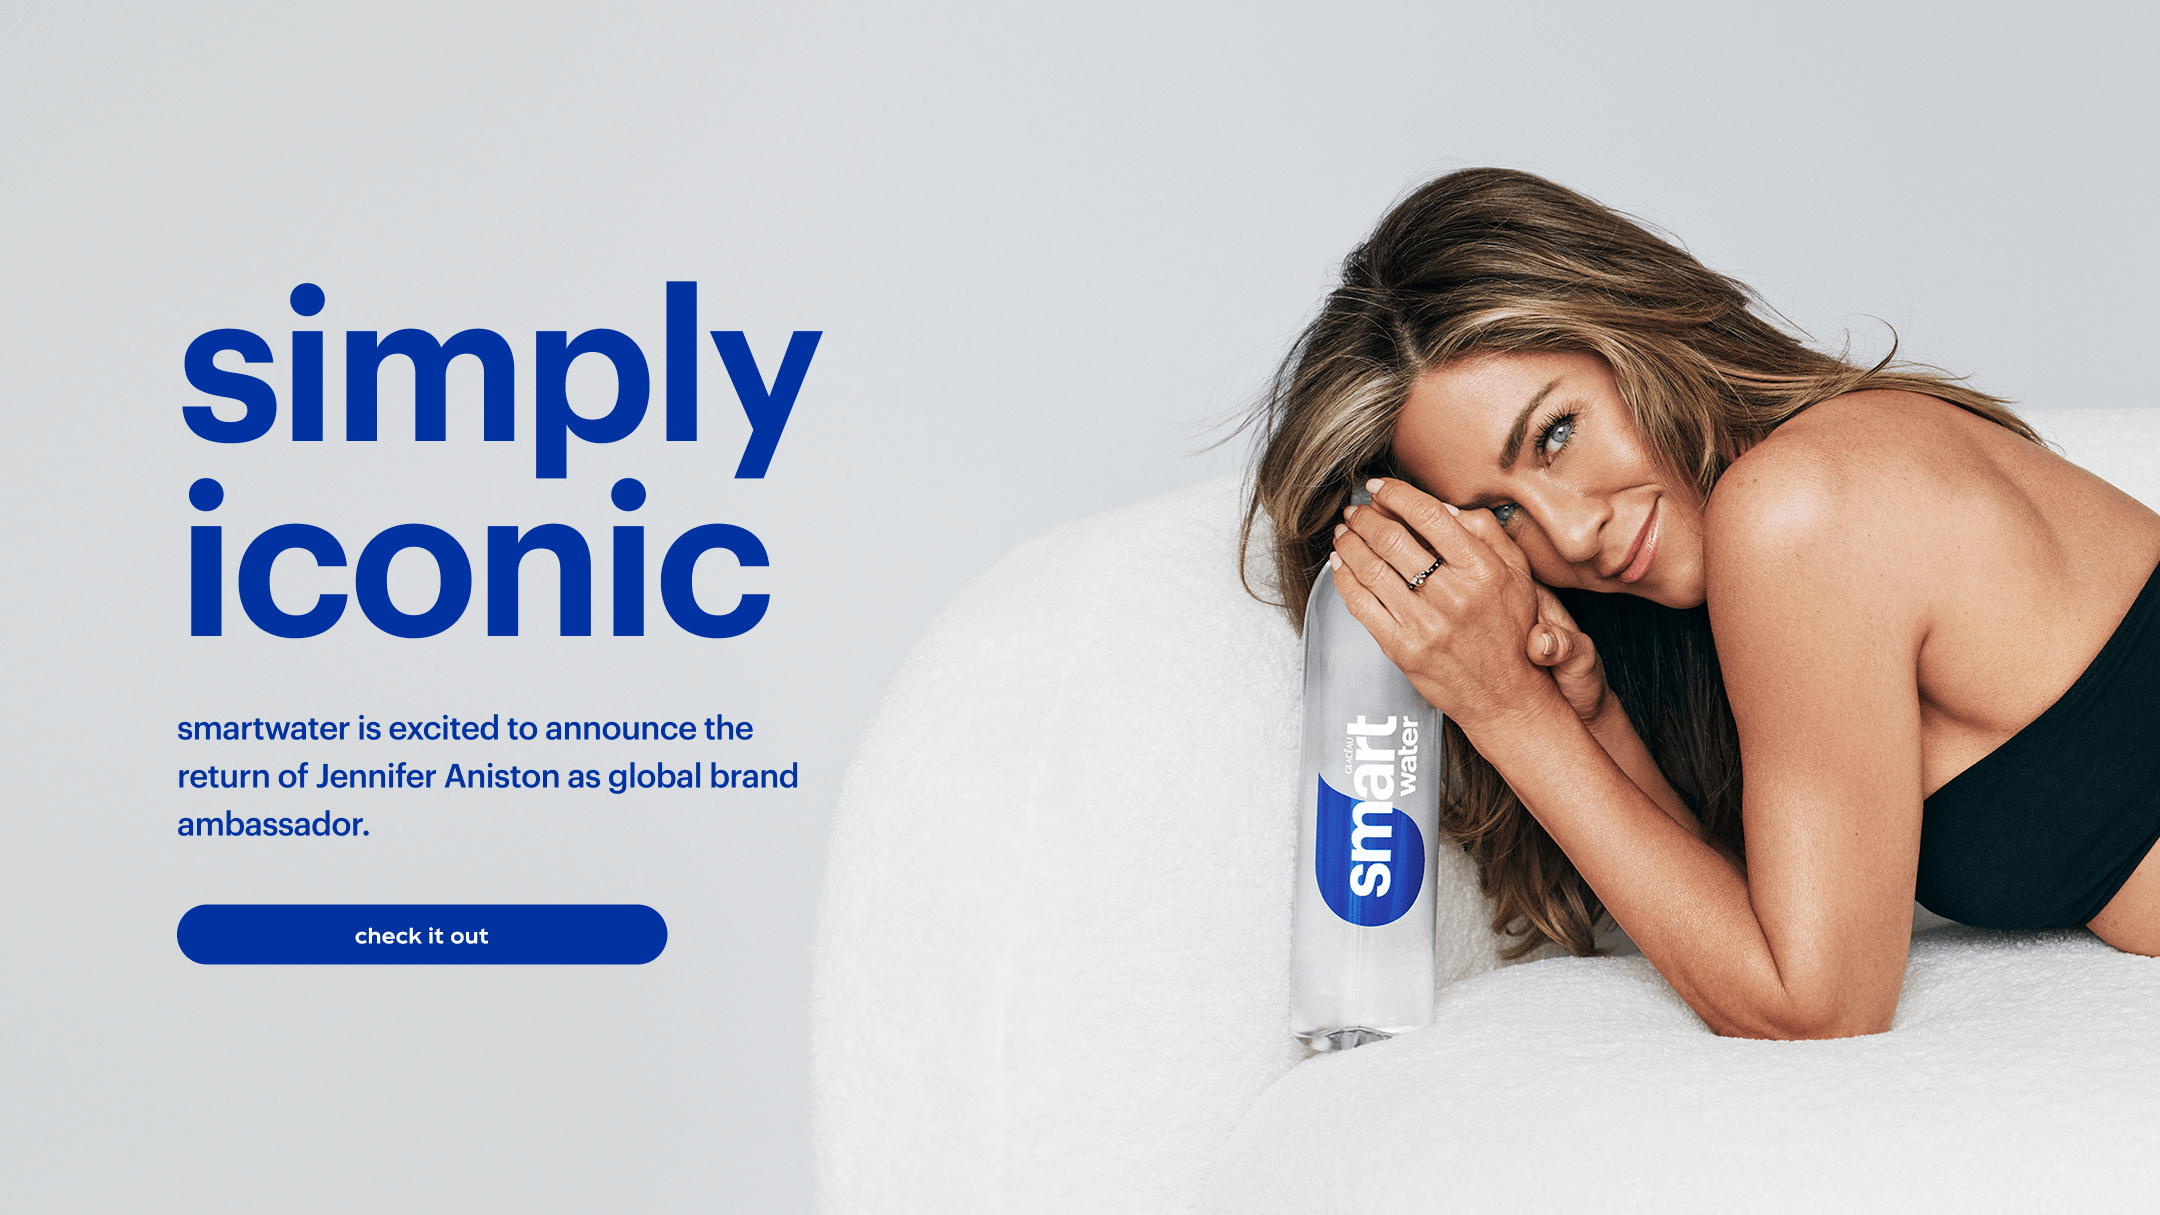 simply
iconic
smartwater is excited to announce the
return of Jennifer Aniston as global brand
ambassador.
check it out
GLACÉAU
smart
water